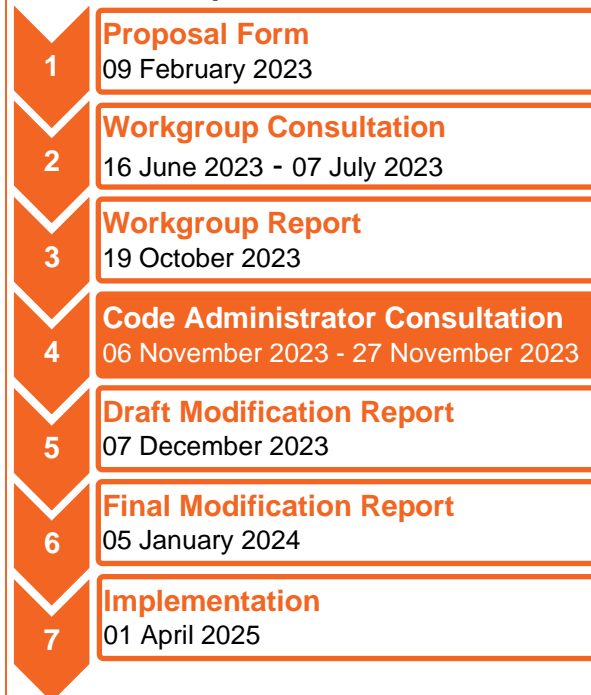 1
Proposal Form
09 February 2023
2
Workgroup Consultation
16 June 2023 - 07 July 2023
3
Workgroup Report
19 October 2023
4
Code Administrator Consultation
06 November 2023 - 27 November 2023
5
Draft Modification Report
07 December 2023
6
Final Modification Report
05 January 2024
7
Implementation
01 April 2025